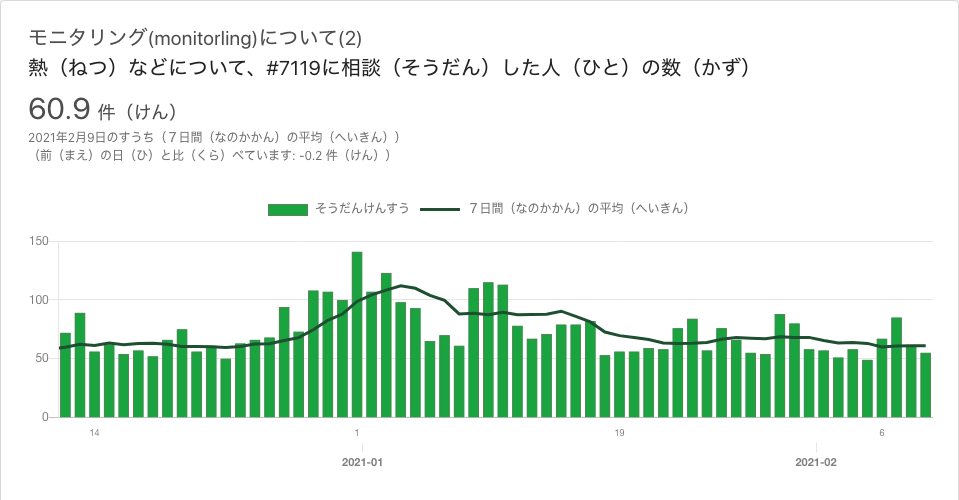 モニタリング(monitorling)について(2)
熱（ねつ）などについて、#7119に相談（そうだん）した人（ひと）の数（かず）
60.9 件（けん）
2021年2月9日のすうち（７日間（なのかかん）の平均（へいきん））
（前（まえ）の日（ひ）と比（くら）べています: -0.2 件（けん））
そうだんけんすう ７日間（なのかかん）の平均（へいきん）
150
100
50
0
14 1 19 6
2021-01 2021-02